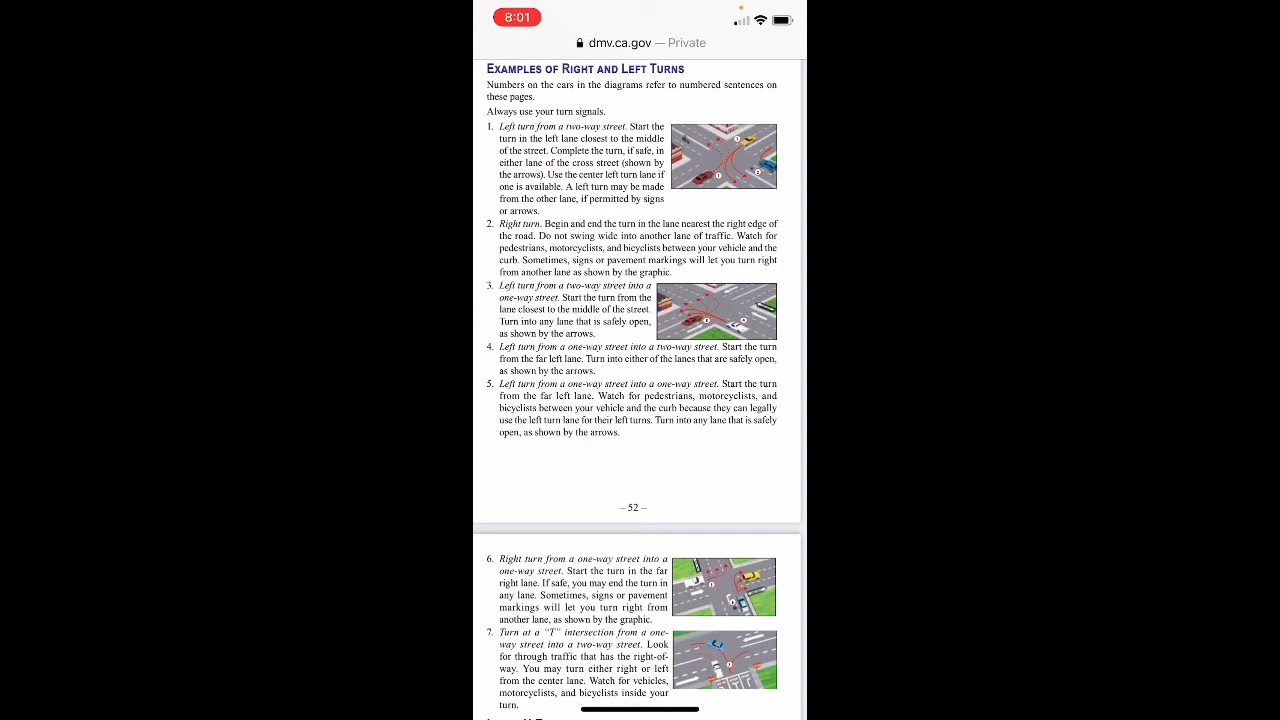 8:01
dmv.ca.gov — Private
EXAMPLES OF RIGHT AND LEFT TURNS
Numbers on the cars in the diagrams refer to numbered sentences on
these pages.
Always use your turn signals.
1. Left turn from a two-way street. Start the
turn in the left lane closest to the middle
of the street. Complete the turn, if safe, in
either lane of the cross street (shown by
the arrows). Use the center left turn lane if
one is available. A left turn may be made
from the other lane, if permitted by signs
or arrows.
2. Right turn. Begin and end the turn in the lane nearest the right edge of
the road. Do not swing wide into another lane of traffic. Watch for
pedestrians, motorcyclists, and bicyclists between your vehicle and the
curb. Sometimes, signs or pavement markings will let you turn right
from another lane as shown by the graphic.
3. Left turn from a two-way street into a
one-way street. Start the turn from the
lane closest to the middle of the street.
Turn into any lane that is safely open,
as shown by the arrows.
4. Left turn from a one-way street into a two-way street. Start the turn
from the far left lane. Turn into either of the lanes that are safely open,
as shown by the arrows.
5. Left turn from a one-way street into a one-way street. Start the turn
from the far left lane. Watch for pedestrians, motorcyclists, and
bicyclists between your vehicle and the curb because they can legally
use the left turn lane for their left turns. Turn into any lane that is safely
open, as shown by the arrows.
– 52 –
6. Right turn from a one-way street into a
one-way street. Start the turn in the far
right lane. If safe, you may end the turn in
any lane. Sometimes, signs or pavement
markings will let you turn right from
another lane, as shown by the graphic.
7. Turn at a “T” intersection from a one-
way street into a two-way street. Look
for through traffic that has the right-of-
way. You may turn either right or left
from the center lane. Watch for vehicles,
motorcyclists, and bicyclists inside your
turn.